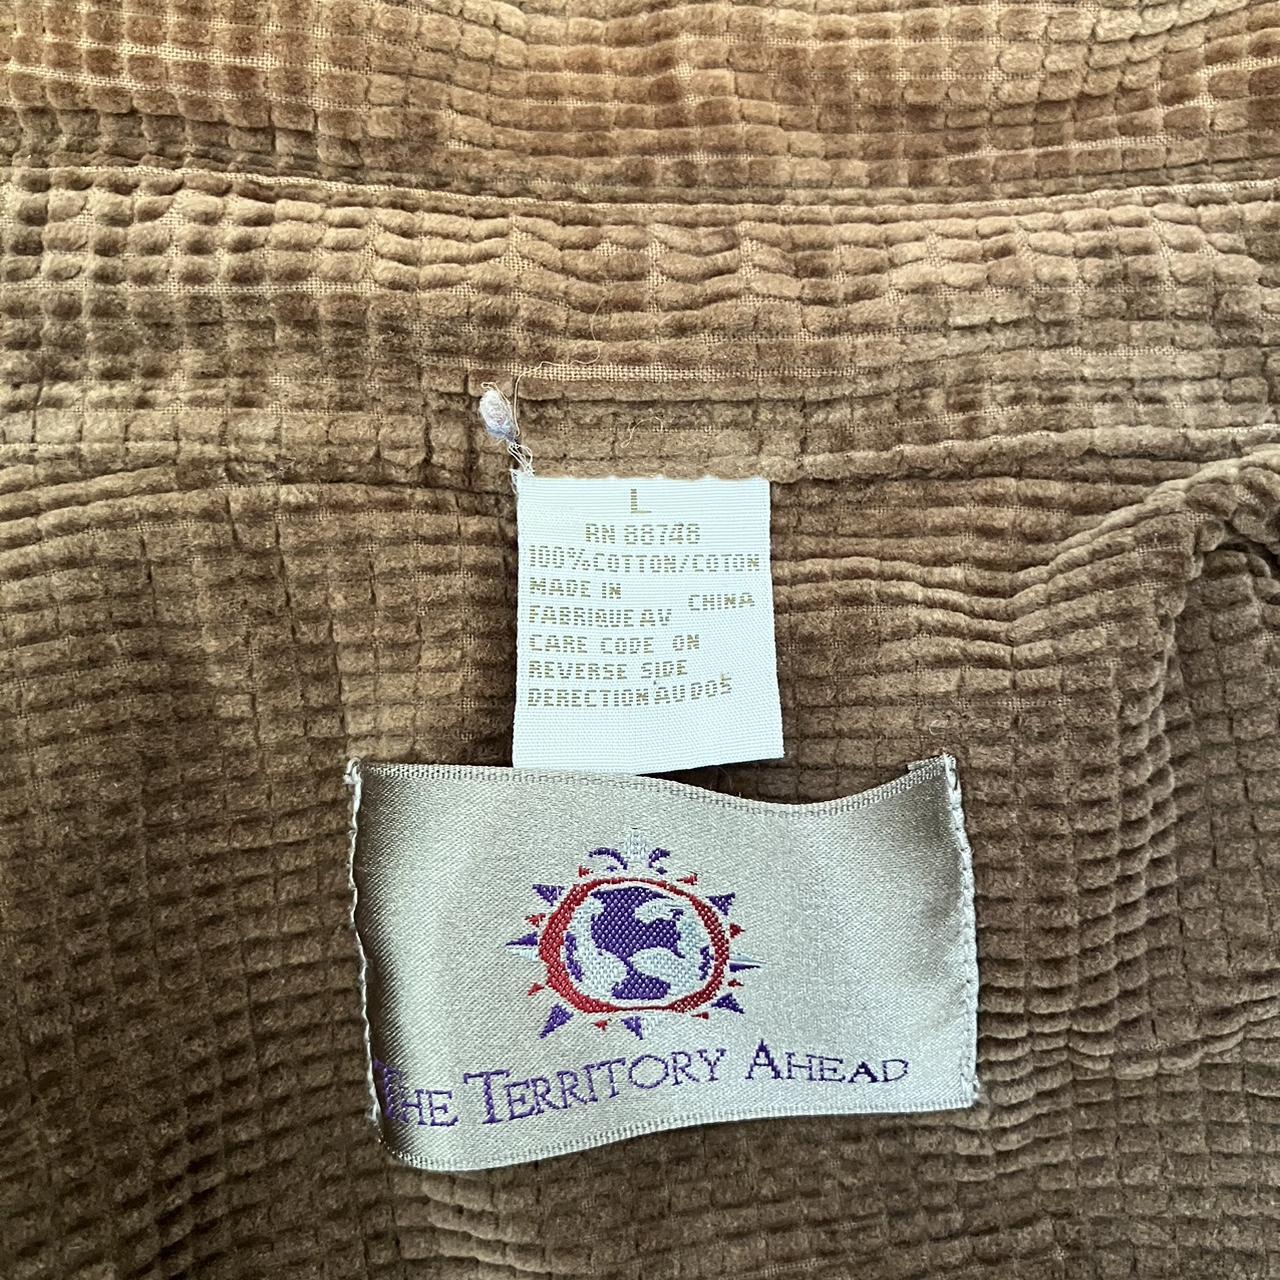 L
RN 88748
100%COTTON/COTON
MADE IN
FABRIQUE AV CHINA
CARE CODE ON
REVERSE SIDE
DERECTION AU DOS
THE TERRITORY AHEAD